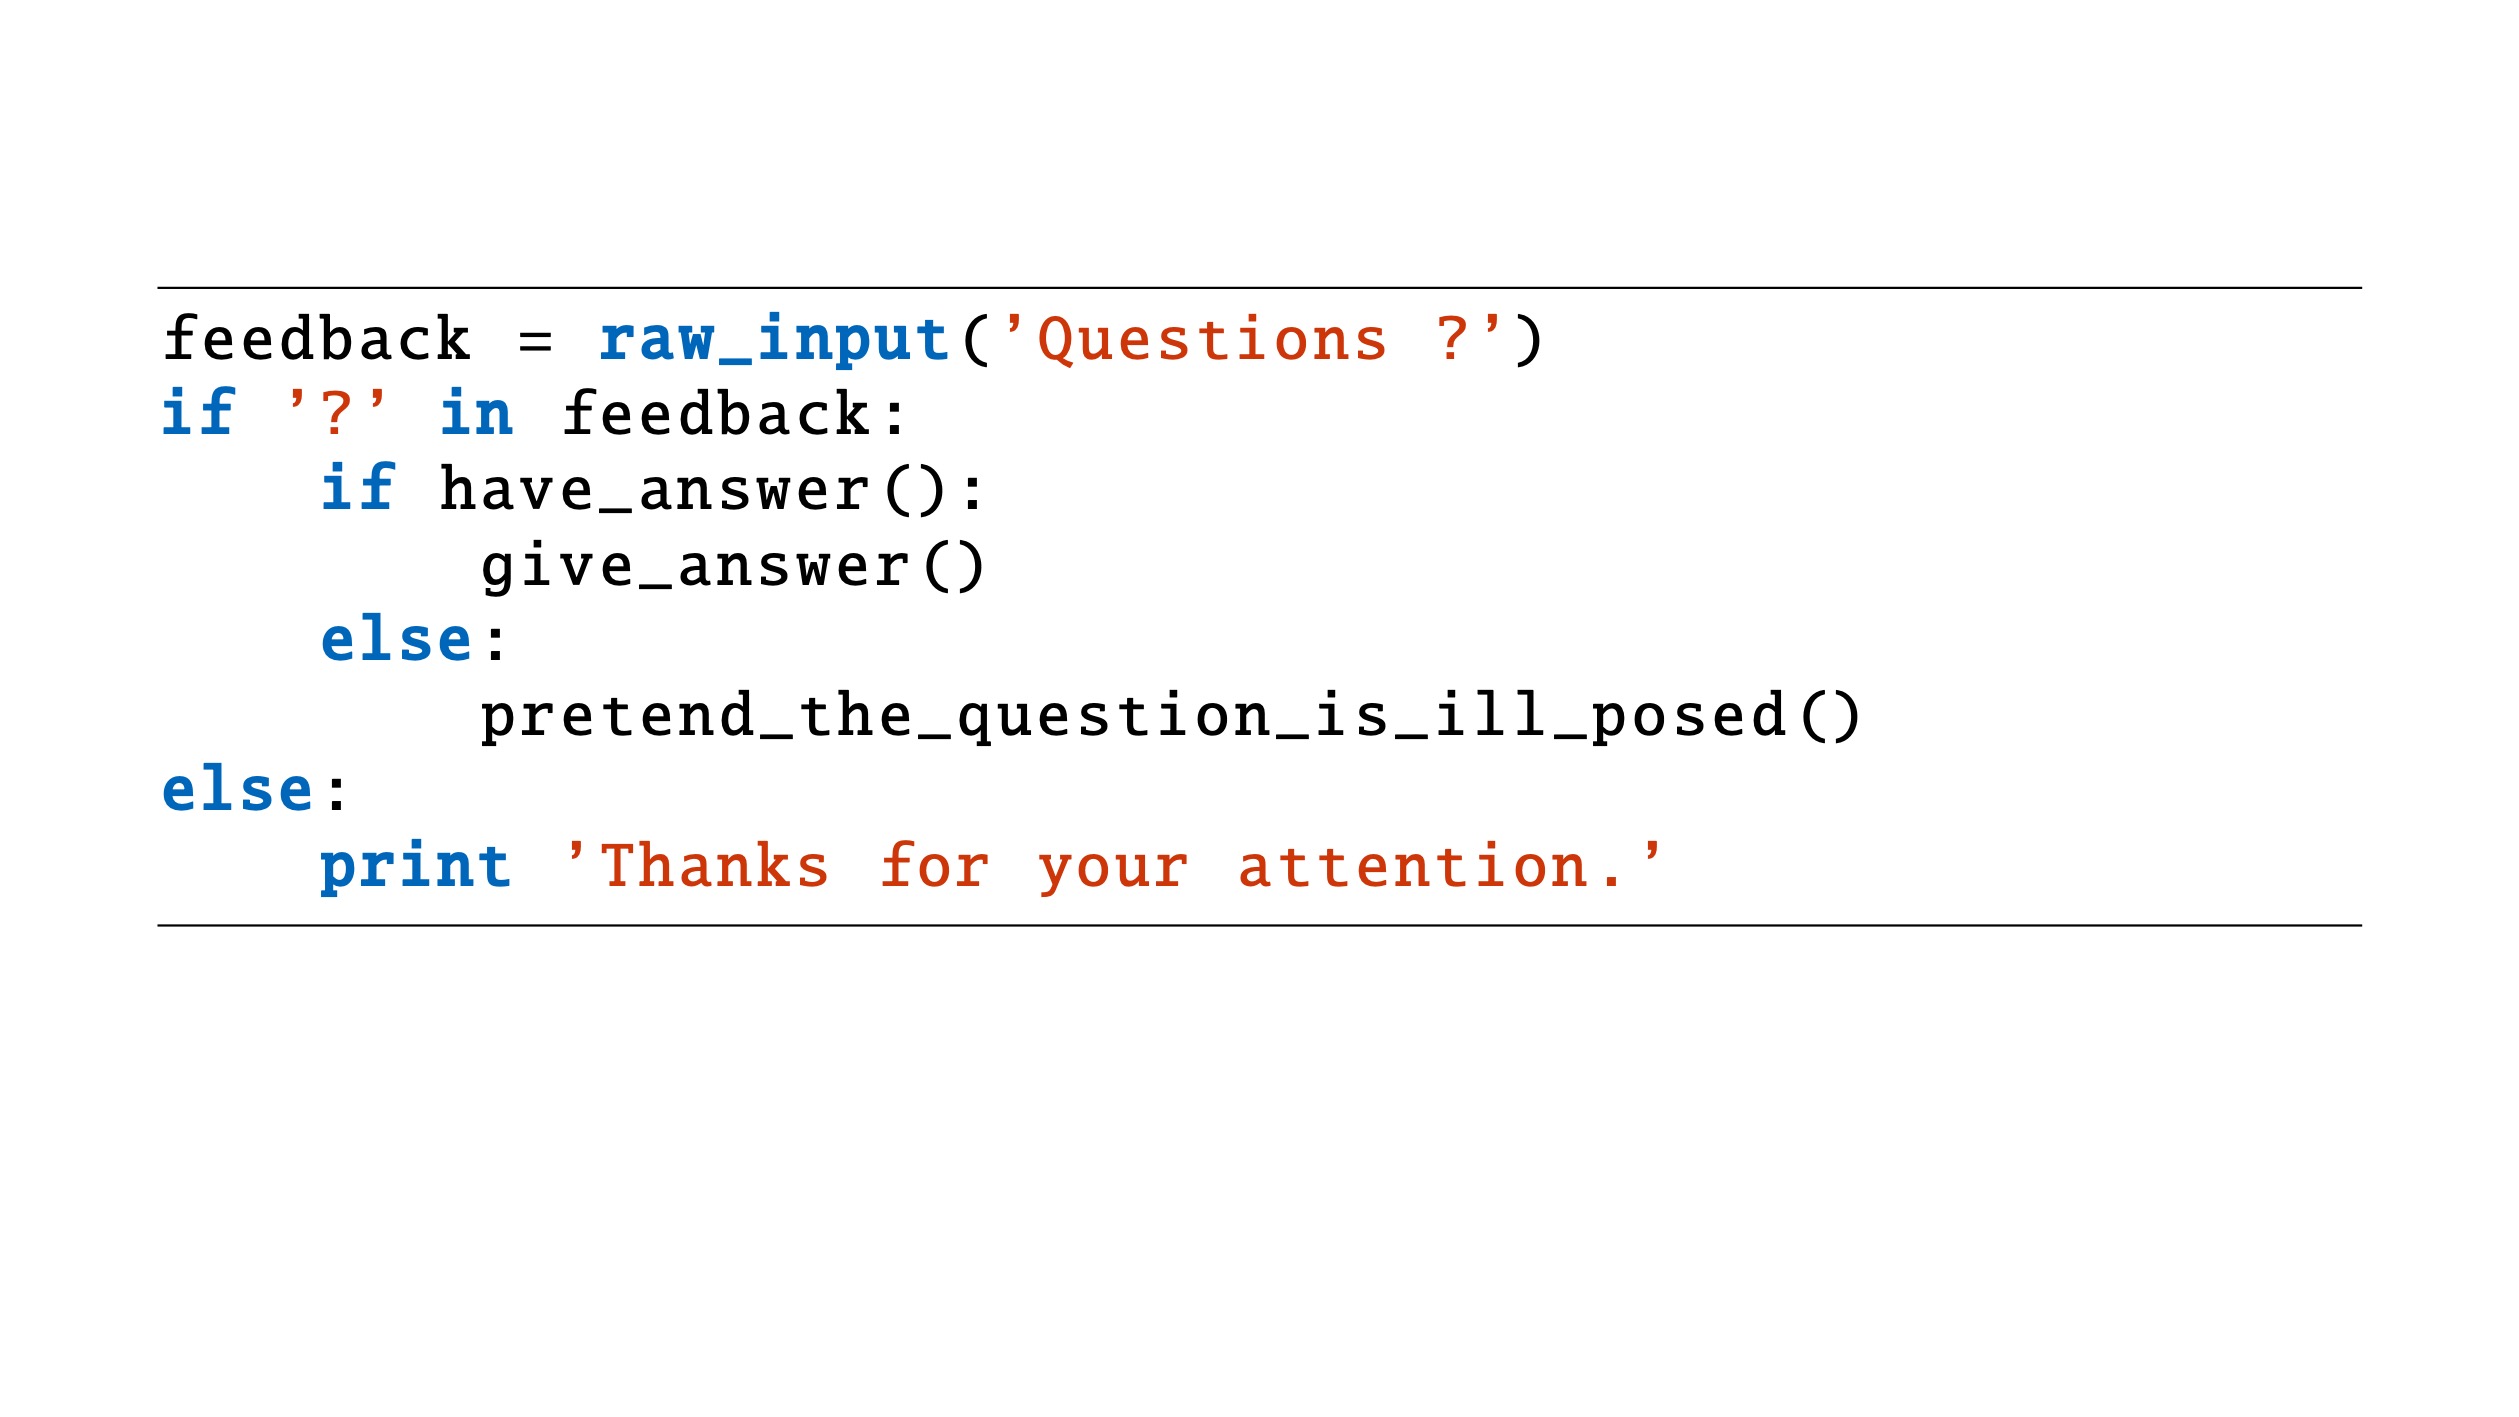 feedback = raw_input('Questions ?')
if '?' in feedback:
    if have_answer():
        give_answer()
    else:
        pretend_the_question_is_ill_posed()
else:
    print 'Thanks for your attention.'